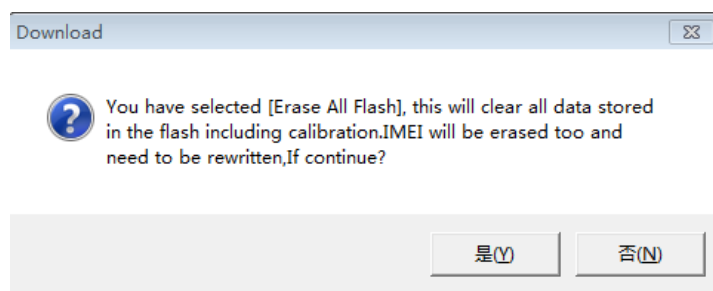 Download
You have selected [Erase All Flash], this will clear all data stored
in the flash including calibration.IMEI will be erased too and
need to be rewritten,If continue?
是(Y)
否(N)